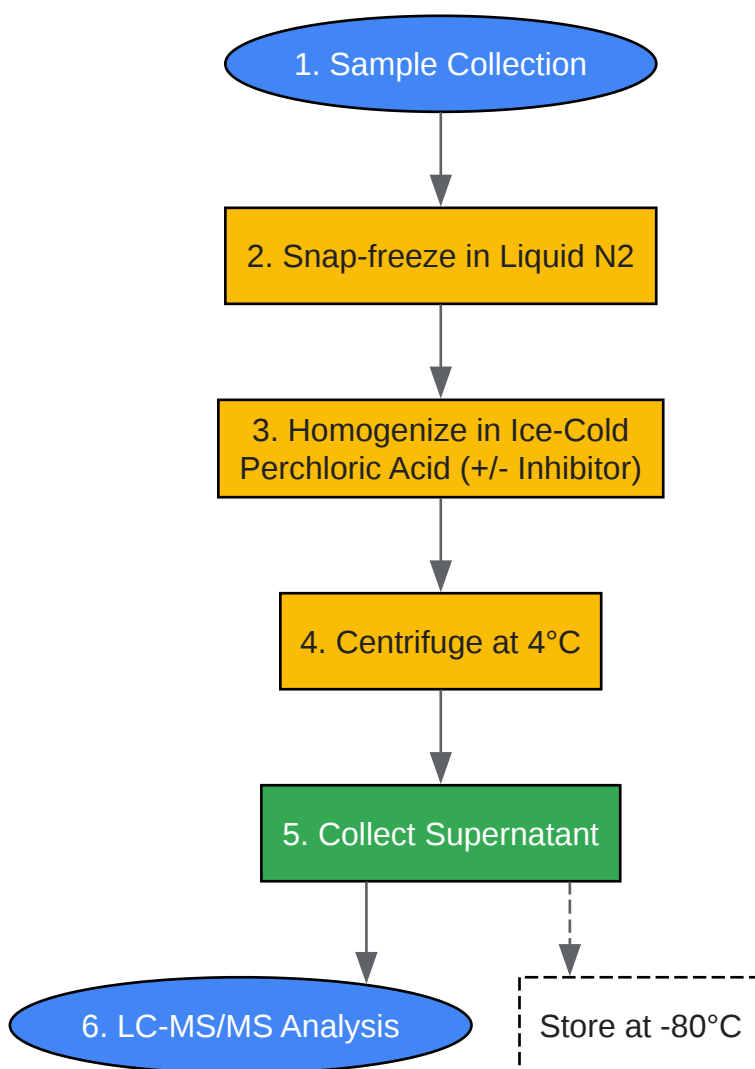 1. Sample Collection
2. Snap-freeze in Liquid N2
3. Homogenize in Ice-Cold
Perchloric Acid (+/- Inhibitor)
4. Centrifuge at 4°C
5. Collect Supernatant
6. LC-MS/MS Analysis
Store at -80°C